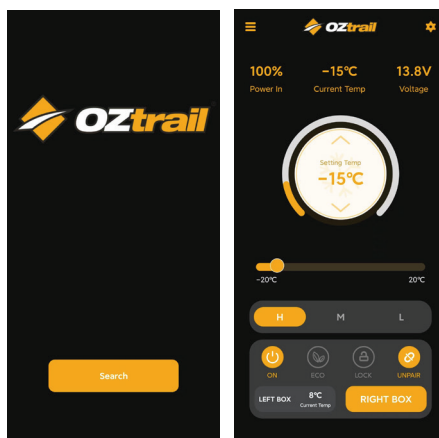 OZtrail
Search
OZtrail
100% -15°C 13.8V
Power In Current Temp Voltage
Setting Temp
-15°C
-20°C 20°C
H M L
ON ECO LOCK UNPAIR
LEFT BOX 8°C Current Temp RIGHT BOX